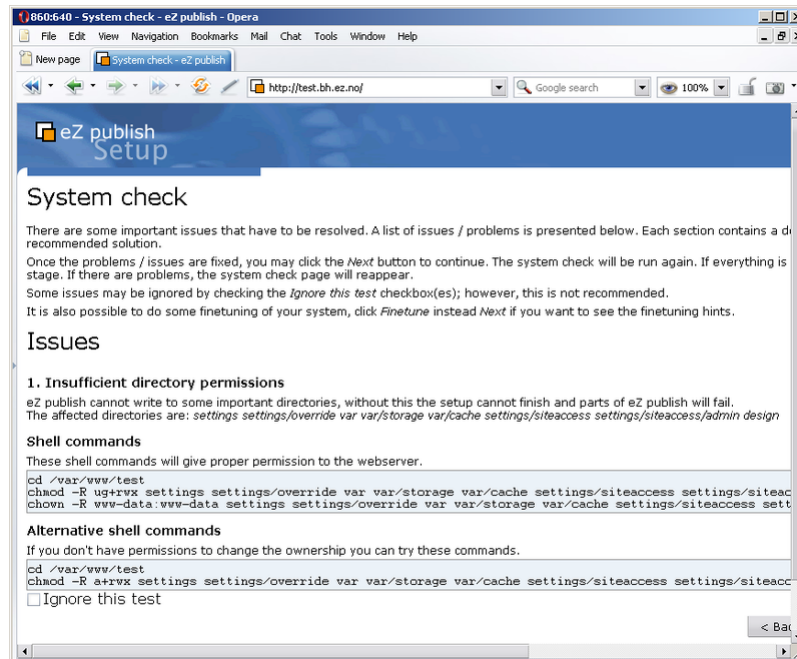 860:640 - System check - eZ publish - Opera
File Edit View Navigation Bookmarks Mail Chat Tools Window Help
New page System check - eZ publish
http://test.bh.ez.no/ Google search 100%
eZ publish
Setup
System check
There are some important issues that have to be resolved. A list of issues / problems is presented below. Each section contains a d
recommended solution.
Once the problems / issues are fixed, you may click the Next button to continue. The system check will be run again. If everything is
stage. If there are problems, the system check page will reappear.
Some issues may be ignored by checking the Ignore this test checkbox(es); however, this is not recommended.
It is also possible to do some finetuning of your system, click Finetune instead Next if you want to see the finetuning hints.
Issues
1. Insufficient directory permissions
eZ publish cannot write to some important directories, without this the setup cannot finish and parts of eZ publish will fail.
The affected directories are: settings settings/override var var/storage var/cache settings/siteaccess settings/siteaccess/admin design
Shell commands
These shell commands will give proper permission to the webserver.
cd /var/www/test
chmod -R ug+rwx settings settings/override var var/storage var/cache settings/siteaccess settings/siteac
chown -R www-data:www-data settings settings/override var var/storage var/cache settings/siteaccess sett
Alternative shell commands
If you don't have permissions to change the ownership you can try these commands.
cd /var/www/test
chmod -R a+rwx settings settings/override var var/storage var/cache settings/siteaccess settings/siteacc
Ignore this test
< Bac